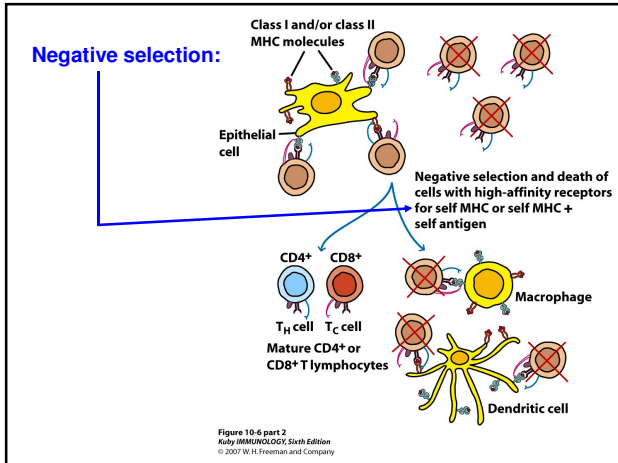 Negative selection:
Class I and/or class II
MHC molecules
Epithelial
cell
Negative selection and death of
cells with high-affinity receptors
for self MHC or self MHC +
self antigen
CD4+ CD8+
TH cell TC cell
Mature CD4+ or
CD8+ T lymphocytes
Macrophage
Dendritic cell
Figure 10-6 part 2
Kuby IMMUNOLOGY, Sixth Edition
© 2007 W. H. Freeman and Company